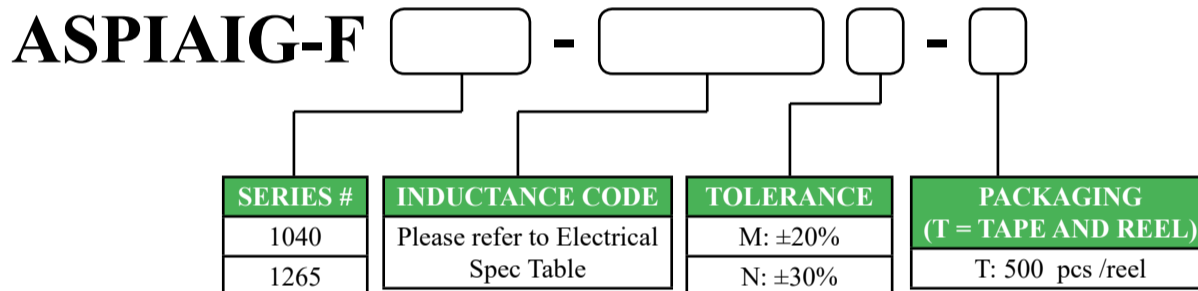 ASPIAIG-F - -
SERIES #
1040
1265
INDUCTANCE CODE
Please refer to Electrical
Spec Table
TOLERANCE
M: ±20%
N: ±30%
PACKAGING
(T = TAPE AND REEL)
T: 500 pcs /reel